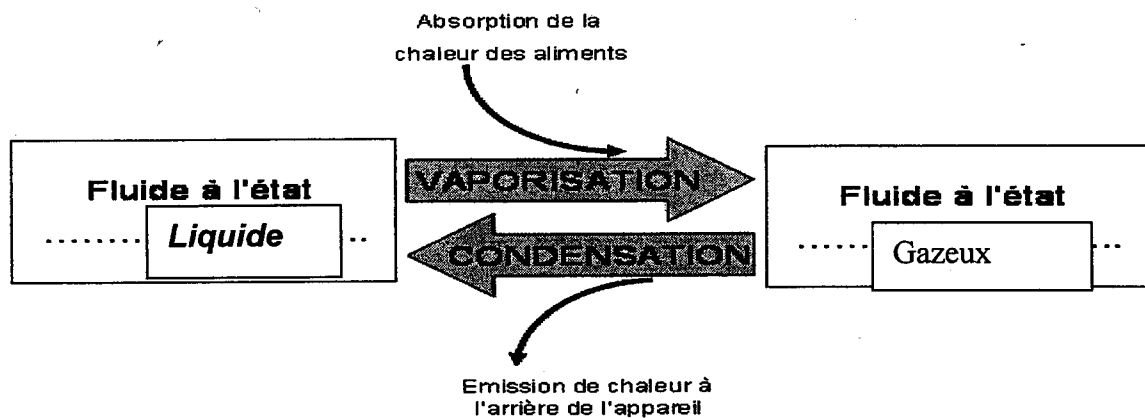 Absorption de la
chaleur des aliments
Fluide à l'état
........ Liquide ..
VAPORISATION
CONDENSATION
Fluide à l'état
..... Gazeux ...
Emission de chaleur à
l'arrière de l'appareil